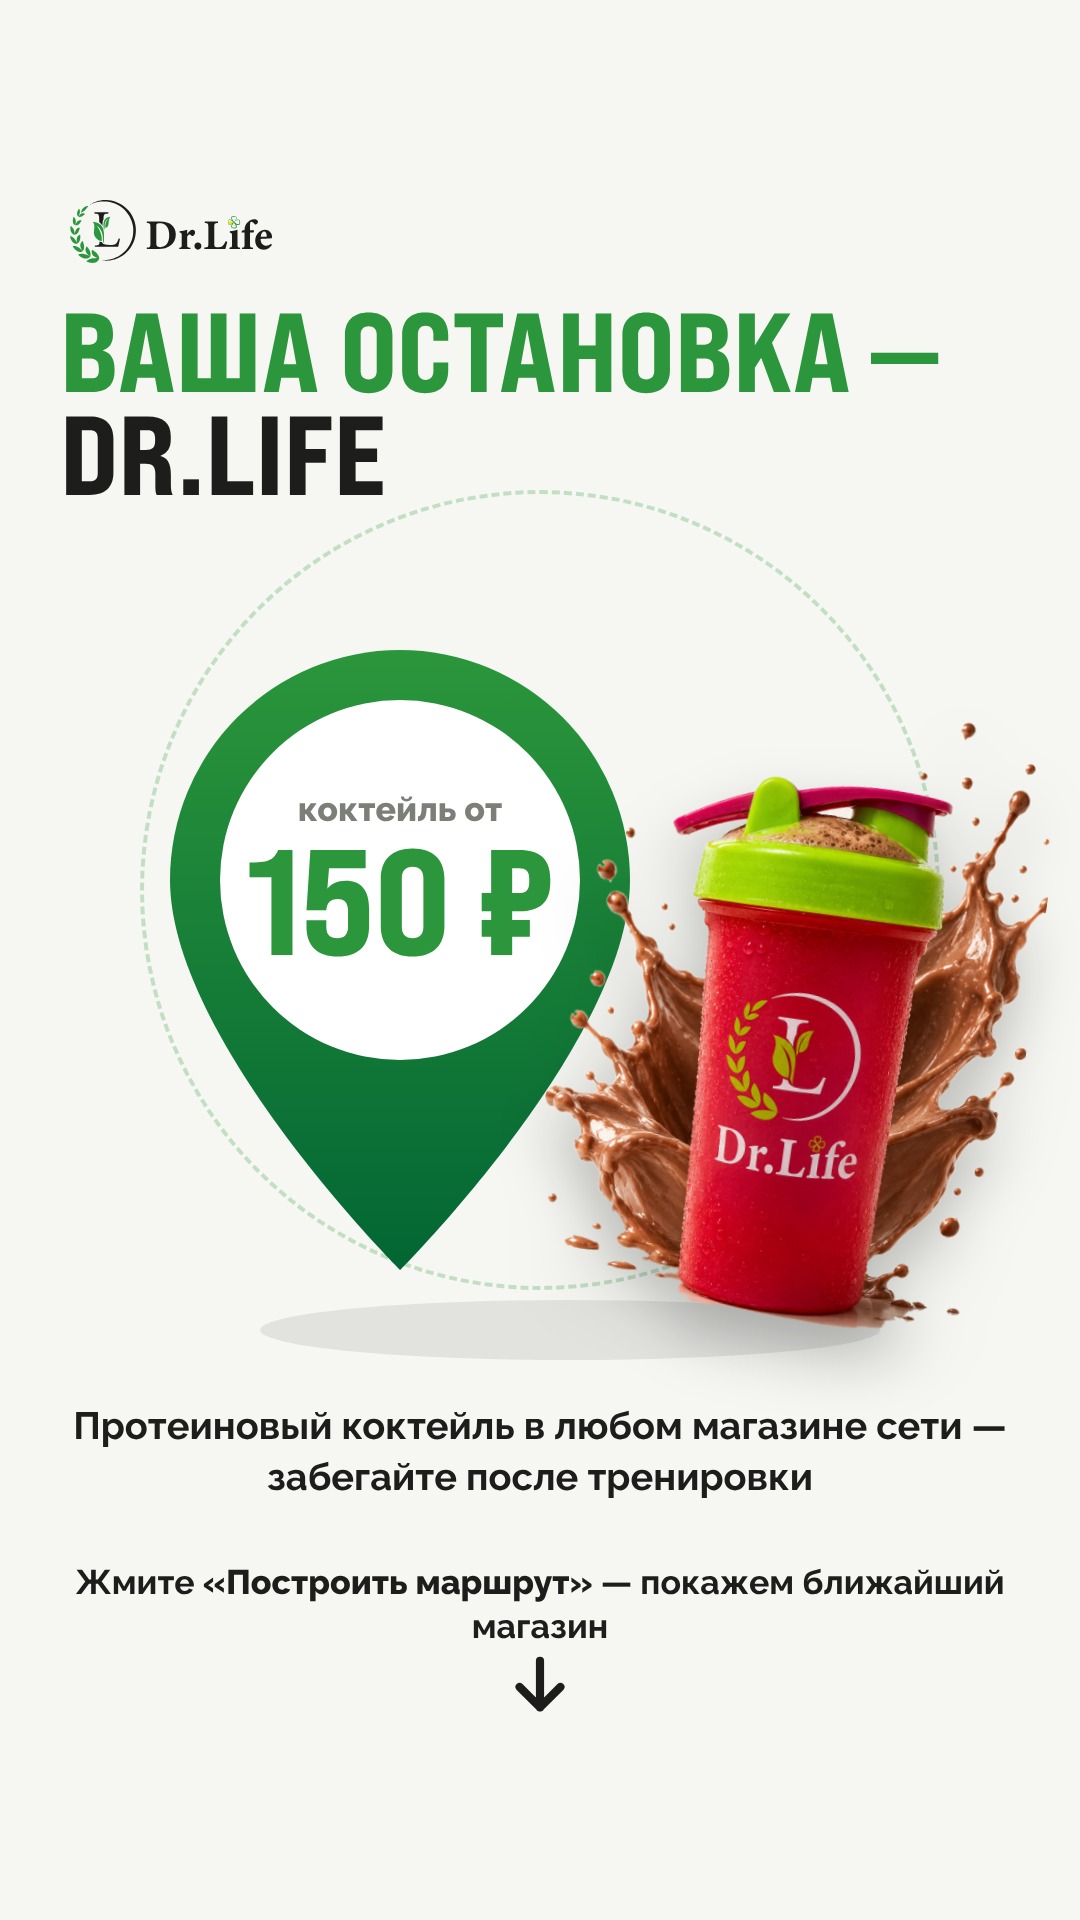 L Dr.Life
ВАША ОСТАНОВКА —
DR.LIFE
коктейль от
150 ₽
L
Dr.Life
Протеиновый коктейль в любом магазине сети —
забегайте после тренировки
Жмите «Построить маршрут» — покажем ближайший
магазин